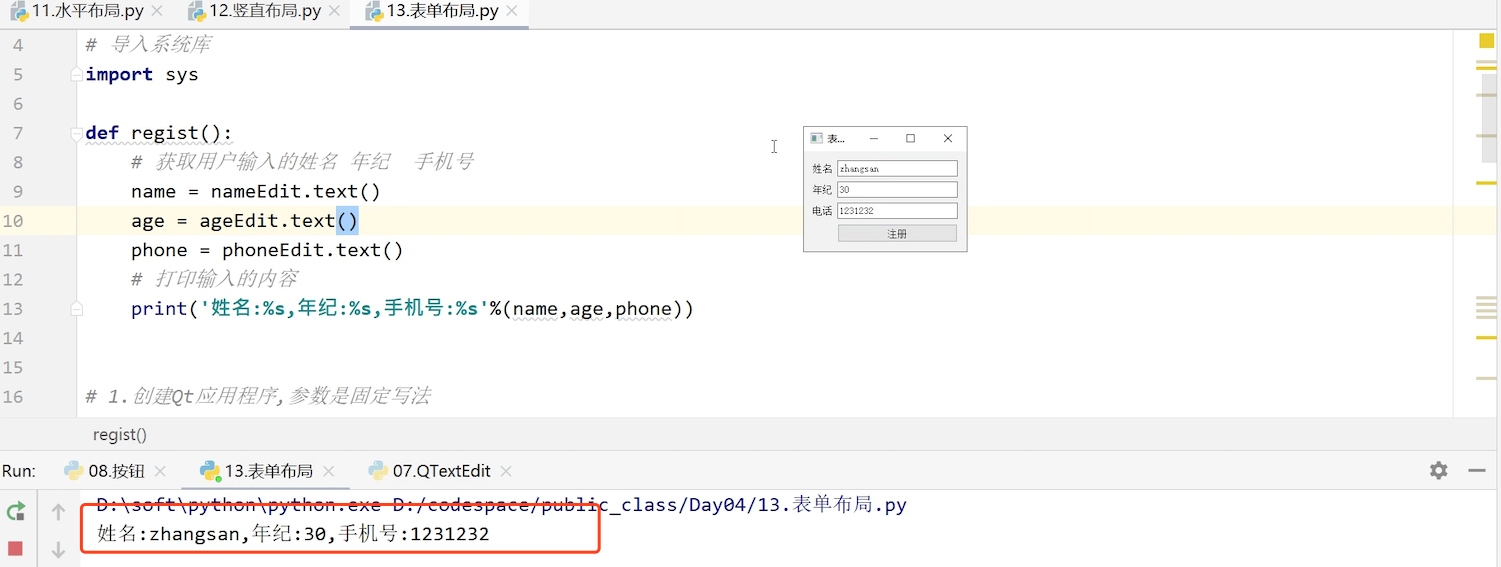 11.水平布局.py 12.竖直布局.py 13.表单布局.py
4 # 导入系统库
5 import sys
6
7 def regist():
8 # 获取用户输入的姓名 年纪 手机号
9 name = nameEdit.text()
10 age = ageEdit.text()
11 phone = phoneEdit.text()
12 # 打印输入的内容
13 print('姓名:%s,年纪:%s,手机号:%s'%(name,age,phone))
14
15
16 # 1.创建Qt应用程序,参数是固定写法
表...
姓名 zhangsan
年纪 30
电话 1231232
注册
regist()
Run: 08.按钮 13.表单布局 07.QTextEdit
D:\soft\python\python.exe D:/codespace/public_class/Day04/13.表单布局.py
姓名:zhangsan,年纪:30,手机号:1231232